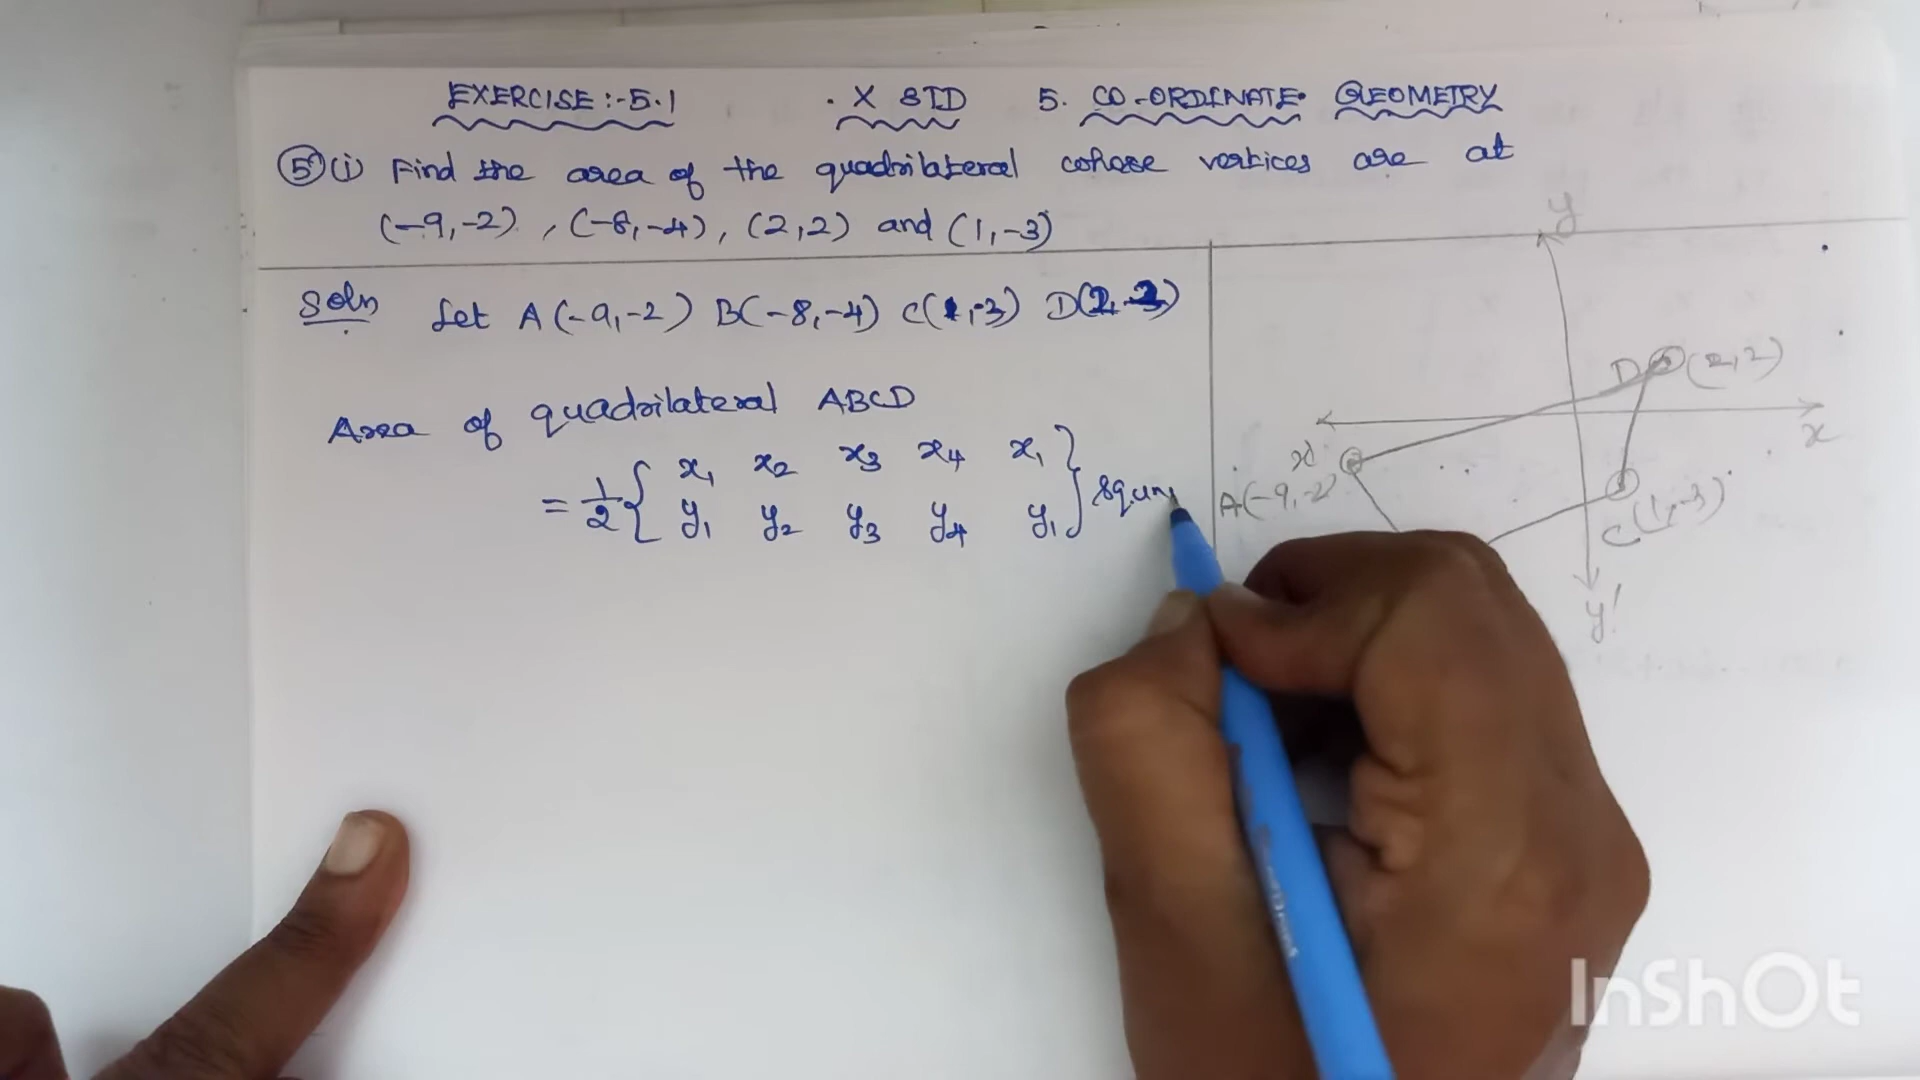 EXERCISE:-5.1 X STD 5. CO-ORDINATE GEOMETRY
5 (i) Find the area of the quadrilateral whose vertices are at
(-9,-2), (-8,-4), (2,2) and (1,-3)
Soln Let A(-9,-2) B(-8,-4) C(1,-3) D(2,2)
Area of quadrilateral ABCD
= 1/2 { x1 x2 x3 x4 x1
y1 y2 y3 y4 y1 } squn
y
D (2,2)
x' x
A(-9,-2)
C(1,-3)
y'
InShOt